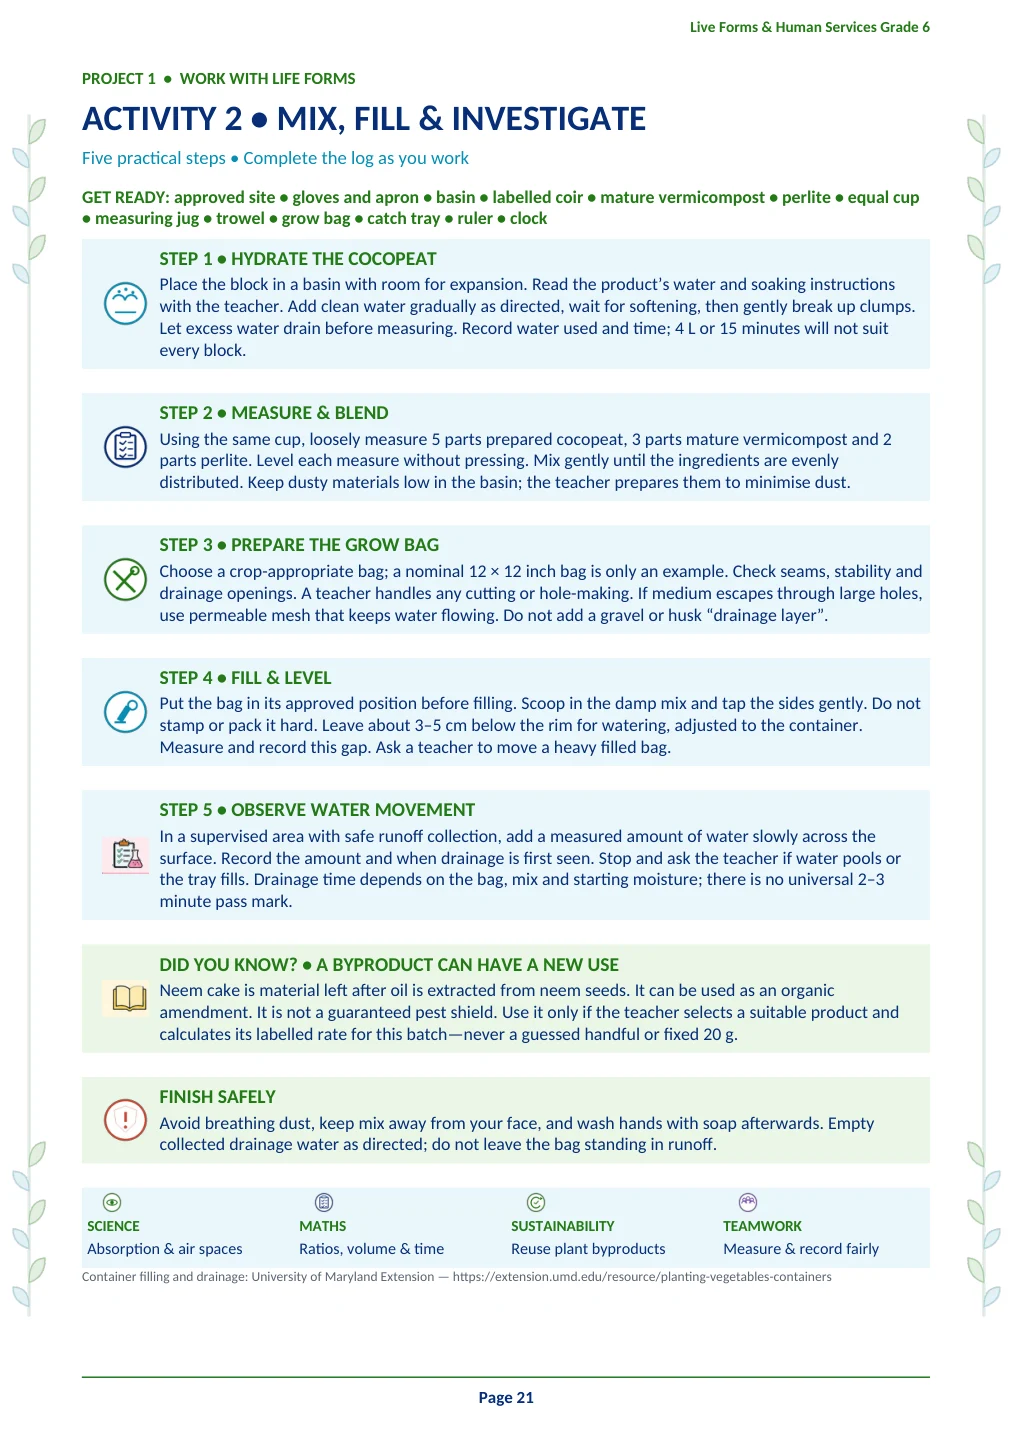 Live Forms & Human Services Grade 6
PROJECT 1 ● WORK WITH LIFE FORMS
ACTIVITY 2 ● MIX, FILL & INVESTIGATE
Five practical steps • Complete the log as you work
GET READY: approved site ● gloves and apron ● basin ● labelled coir ● mature vermicompost ● perlite ● equal cup
● measuring jug ● trowel ● grow bag ● catch tray ● ruler ● clock
STEP 1 ● HYDRATE THE COCOPEAT
Place the block in a basin with room for expansion. Read the product’s water and soaking instructions
with the teacher. Add clean water gradually as directed, wait for softening, then gently break up clumps.
Let excess water drain before measuring. Record water used and time; 4 L or 15 minutes will not suit
every block.
STEP 2 ● MEASURE & BLEND
Using the same cup, loosely measure 5 parts prepared cocopeat, 3 parts mature vermicompost and 2
parts perlite. Level each measure without pressing. Mix gently until the ingredients are evenly
distributed. Keep dusty materials low in the basin; the teacher prepares them to minimise dust.
STEP 3 ● PREPARE THE GROW BAG
Choose a crop-appropriate bag; a nominal 12 × 12 inch bag is only an example. Check seams, stability and
drainage openings. A teacher handles any cutting or hole-making. If medium escapes through large holes,
use permeable mesh that keeps water flowing. Do not add a gravel or husk “drainage layer”.
STEP 4 ● FILL & LEVEL
Put the bag in its approved position before filling. Scoop in the damp mix and tap the sides gently. Do not
stamp or pack it hard. Leave about 3–5 cm below the rim for watering, adjusted to the container.
Measure and record this gap. Ask a teacher to move a heavy filled bag.
STEP 5 ● OBSERVE WATER MOVEMENT
In a supervised area with safe runoff collection, add a measured amount of water slowly across the
surface. Record the amount and when drainage is first seen. Stop and ask the teacher if water pools or
the tray fills. Drainage time depends on the bag, mix and starting moisture; there is no universal 2–3
minute pass mark.
DID YOU KNOW? ● A BYPRODUCT CAN HAVE A NEW USE
Neem cake is material left after oil is extracted from neem seeds. It can be used as an organic
amendment. It is not a guaranteed pest shield. Use it only if the teacher selects a suitable product and
calculates its labelled rate for this batch—never a guessed handful or fixed 20 g.
FINISH SAFELY
Avoid breathing dust, keep mix away from your face, and wash hands with soap afterwards. Empty
collected drainage water as directed; do not leave the bag standing in runoff.
SCIENCE
Absorption & air spaces
MATHS
Ratios, volume & time
SUSTAINABILITY
Reuse plant byproducts
TEAMWORK
Measure & record fairly
Container filling and drainage: University of Maryland Extension — https://extension.umd.edu/resource/planting-vegetables-containers
Page 21